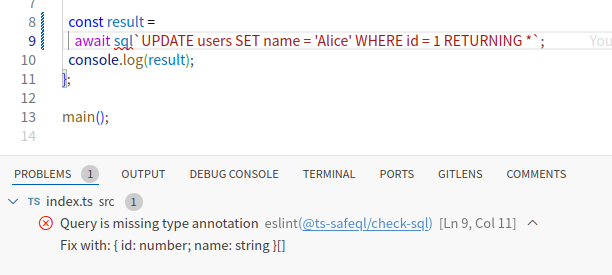 7
8 const result =
9 await sql`UPDATE users SET name = 'Alice' WHERE id = 1 RETURNING *`; You
10 console.log(result);
11 };
12
13 main();
14
PROBLEMS 1 OUTPUT DEBUG CONSOLE TERMINAL PORTS GITLENS COMMENTS
TS index.ts src 1
Query is missing type annotation eslint(@ts-safeql/check-sql) [Ln 9, Col 11]
Fix with: { id: number; name: string }[]